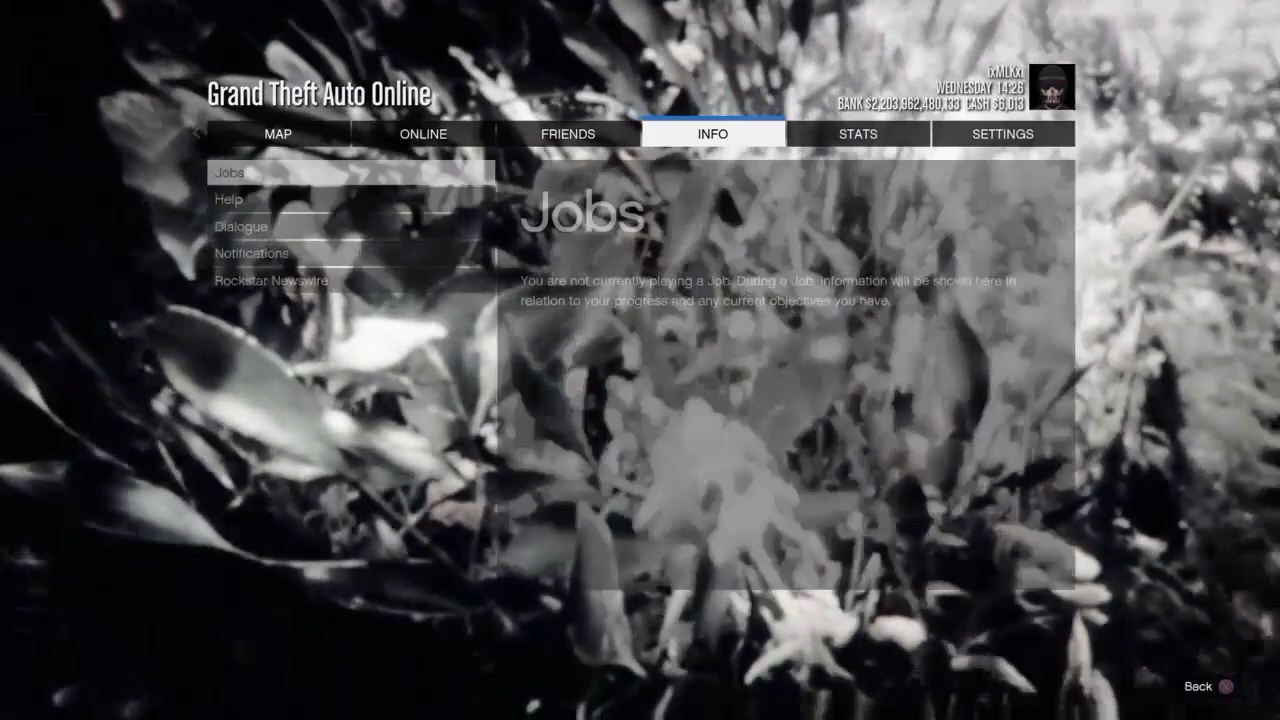 Grand Theft Auto Online
ixMLKxi
WEDNESDAY 14:26
BANK $2,203,962,480,133 CASH $6,013
MAP ONLINE FRIENDS INFO STATS SETTINGS
Jobs
Help
Dialogue
Notifications
Rockstar Newswire
Jobs
You are not currently playing a Job. During a Job, information will be shown here in
relation to your progress and any current objectives you have.
Back